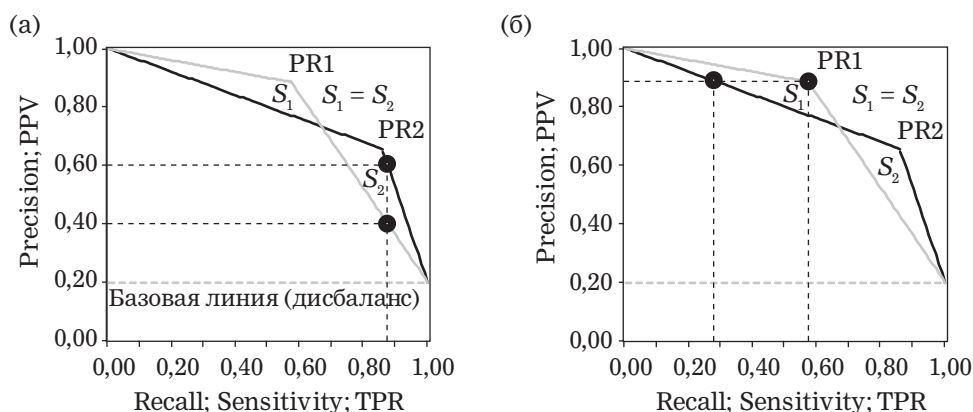 (а)
1,00
0,80
0,60
0,40
0,20
0,00
Precision; PPV
PR1
S1
S1 = S2
PR2
S2
Базовая линия (дисбаланс)
0,00 0,20 0,40 0,60 0,80 1,00
Recall; Sensitivity; TPR
(б)
1,00
0,80
0,60
0,40
0,20
0,00
Precision; PPV
PR1
S1
S1 = S2
PR2
S2
0,00 0,20 0,40 0,60 0,80 1,00
Recall; Sensitivity; TPR